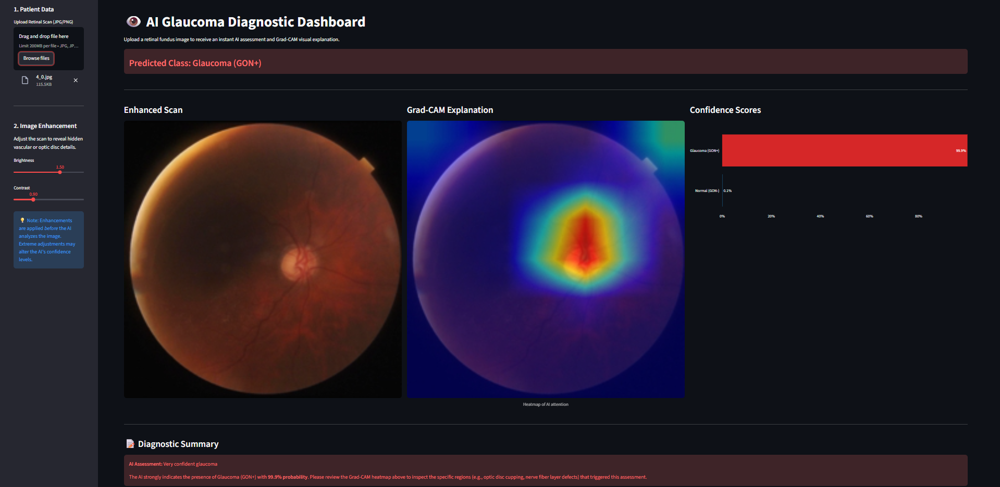 1. Patient Data
Upload Retinal Scan (JPG/PNG)
Drag and drop file here
Limit 200MB per file • JPG, JP...
Browse files
4_0.jpg
115.5KB
2. Image Enhancement
Adjust the scan to reveal hidden
vascular or optic disc details.
Brightness
1.50
Contrast
0.90
💡 Note: Enhancements
are applied before the AI
analyzes the image.
Extreme adjustments may
alter the AI's confidence
levels.
👁️ AI Glaucoma Diagnostic Dashboard
Upload a retinal fundus image to receive an instant AI assessment and Grad-CAM visual explanation.
Predicted Class: Glaucoma (GON+)
Enhanced Scan
Grad-CAM Explanation
Heatmap of AI attention
Confidence Scores
Glaucoma (GON+)
99.9%
Normal (GON-)
0.1%
0% 20% 40% 60% 80%
📝 Diagnostic Summary
AI Assessment: Very confident glaucoma
The AI strongly indicates the presence of Glaucoma (GON+) with 99.9% probability. Please review the Grad-CAM heatmap above to inspect the specific regions (e.g., optic disc cupping, nerve fiber layer defects) that triggered this assessment.